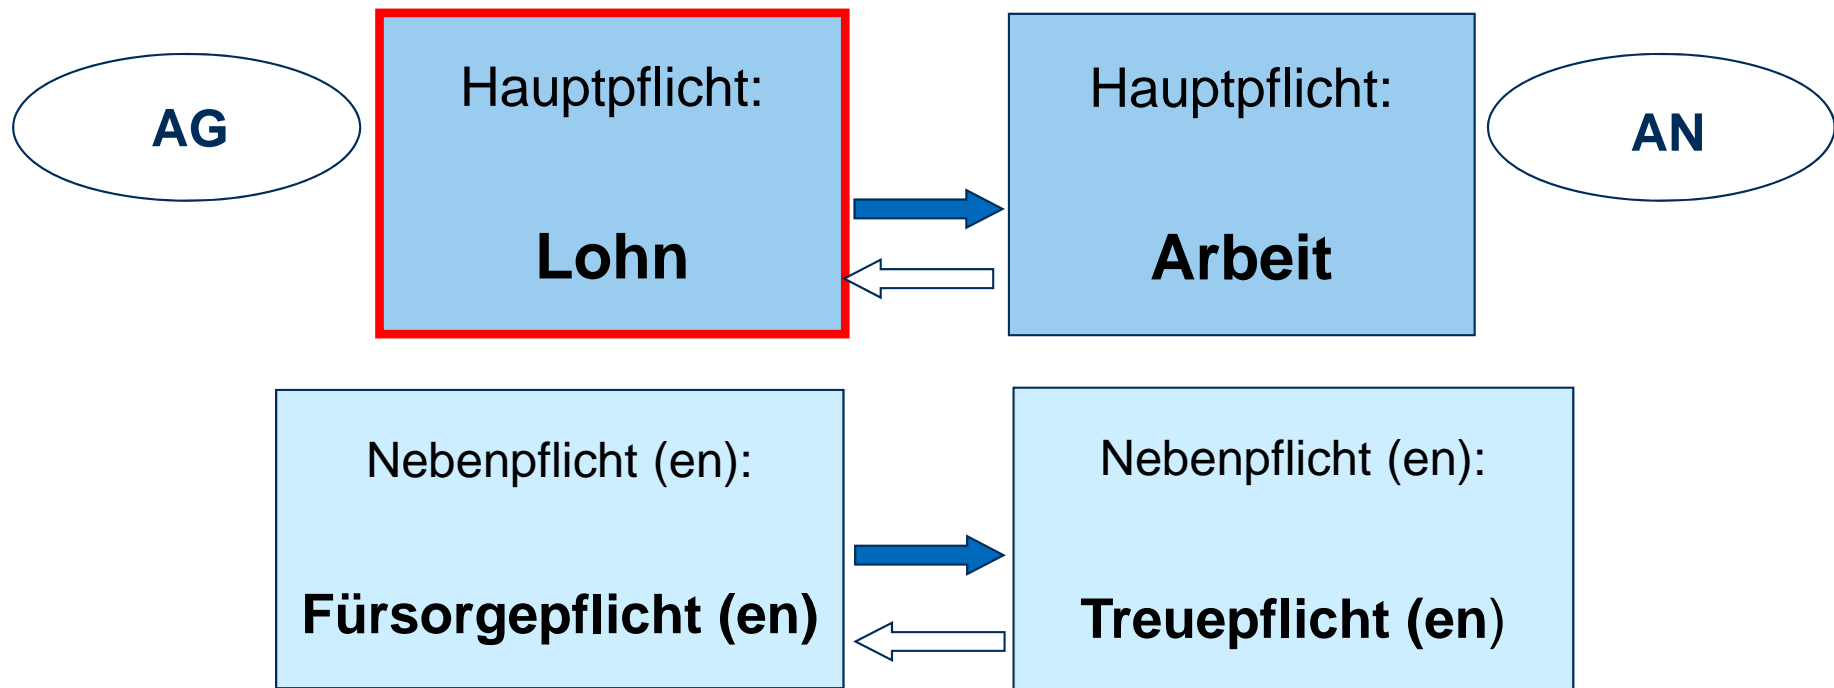 AG
Hauptpflicht:
Lohn
Hauptpflicht:
Arbeit
AN
Nebenpflicht (en):
Fürsorgepflicht (en)
Nebenpflicht (en):
Treuepflicht (en)